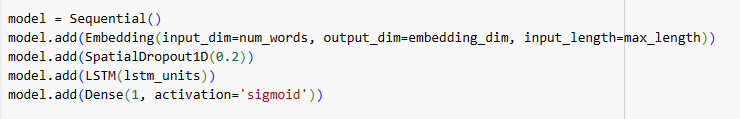 model = Sequential()
model.add(Embedding(input_dim=num_words, output_dim=embedding_dim, input_length=max_length))
model.add(SpatialDropout1D(0.2))
model.add(LSTM(lstm_units))
model.add(Dense(1, activation='sigmoid'))